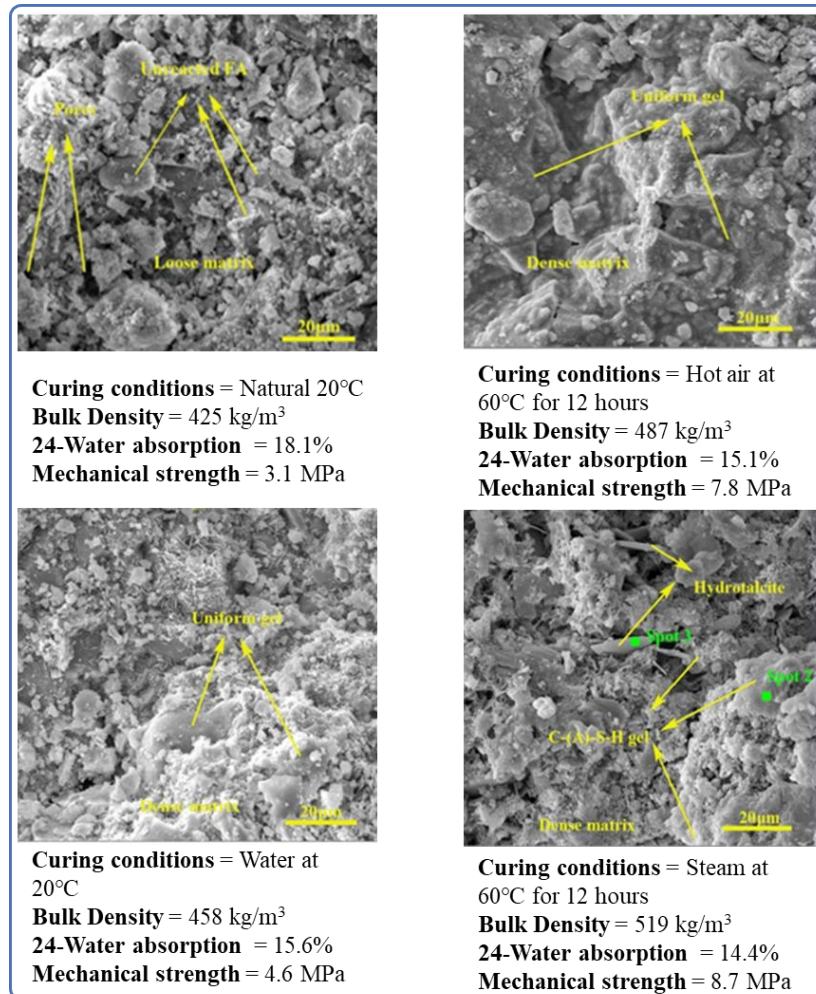 Unreacted FA
Pores
Loose matrix
20μm
Curing conditions = Natural 20°C
Bulk Density = 425 kg/m³
24-Water absorption = 18.1%
Mechanical strength = 3.1 MPa
Uniform gel
Dense matrix
20μm
Curing conditions = Hot air at
60°C for 12 hours
Bulk Density = 487 kg/m³
24-Water absorption = 15.1%
Mechanical strength = 7.8 MPa
Uniform gel
Dense matrix
20μm
Curing conditions = Water at
20°C
Bulk Density = 458 kg/m³
24-Water absorption = 15.6%
Mechanical strength = 4.6 MPa
Hydrotalcite
Spot 1
Spot 2
C-(A)-S-H gel
Dense matrix
20μm
Curing conditions = Steam at
60°C for 12 hours
Bulk Density = 519 kg/m³
24-Water absorption = 14.4%
Mechanical strength = 8.7 MPa